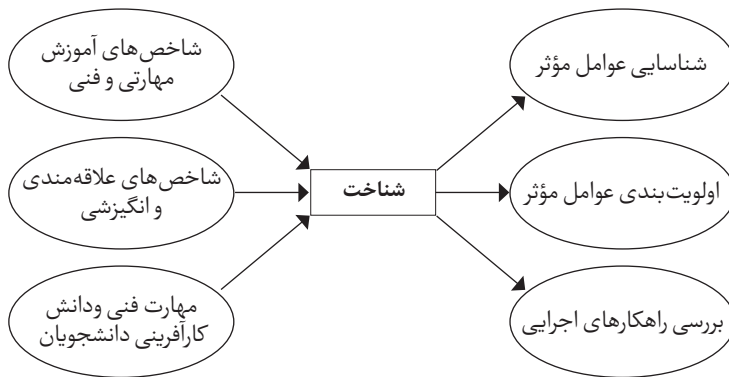 شاخص‌های آموزش
مهارتی و فنی
شاخص‌های علاقه‌مندی
و انگیزشی
مهارت فنی ودانش
کارآفرینی دانشجویان
شناخت
شناسایی عوامل مؤثر
اولویت‌بندی عوامل مؤثر
بررسی راهکارهای اجرایی